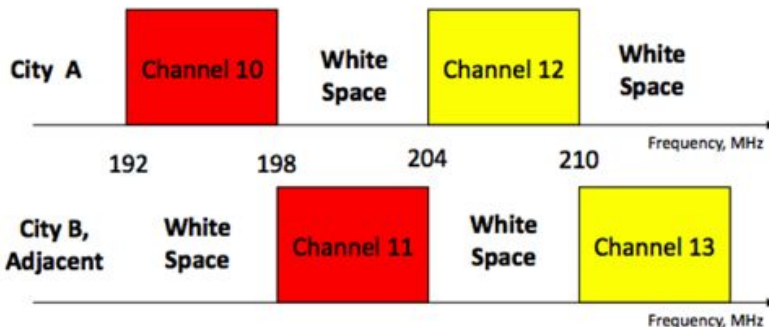 City A
Channel 10
White
Space
Channel 12
White
Space
Frequency, MHz
192
198
204
210
City B,
Adjacent
White
Space
Channel 11
White
Space
Channel 13
Frequency, MHz